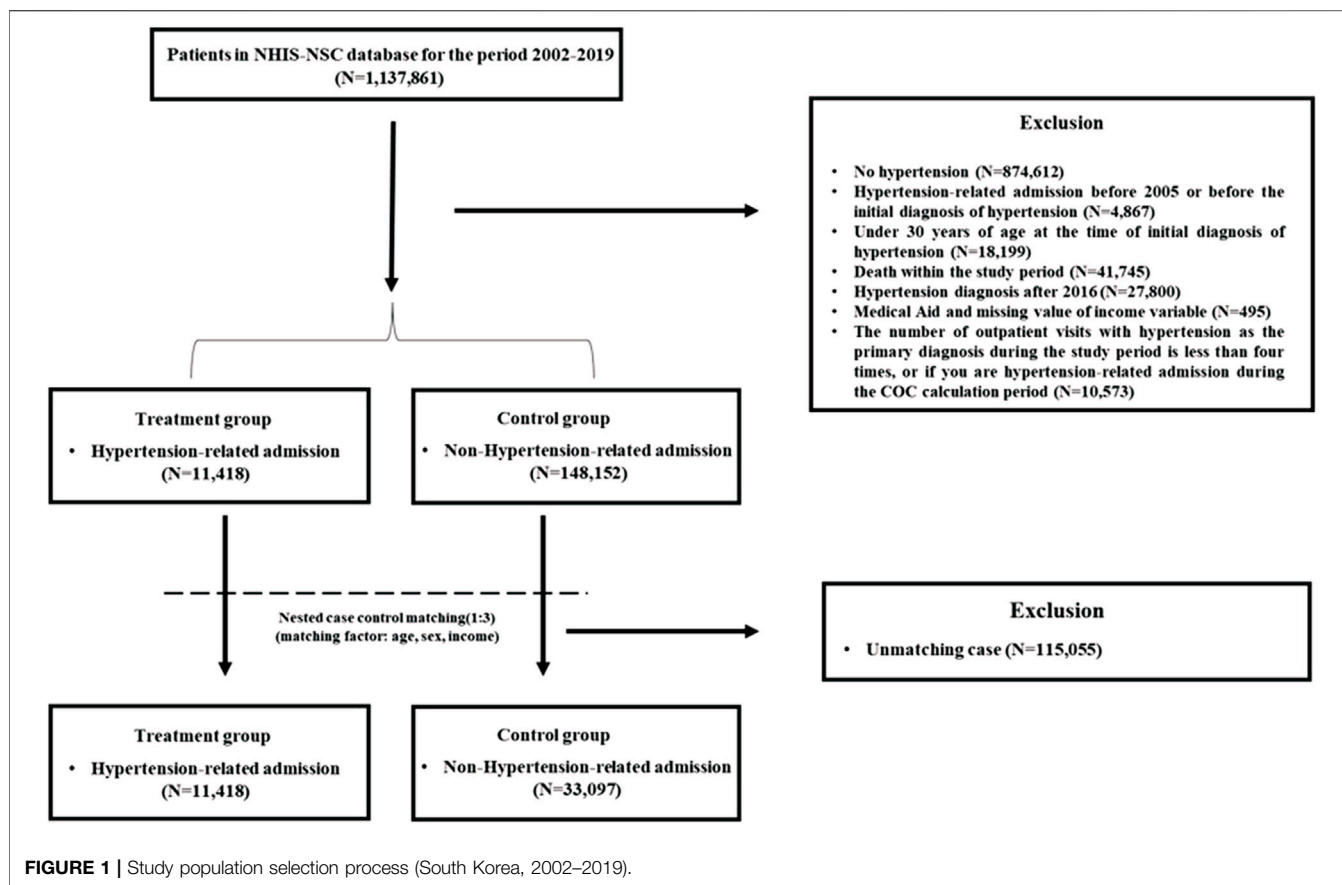 Patients in NHIS-NSC database for the period 2002-2019
(N=1,137,861)
Exclusion
• No hypertension (N=874,612)
• Hypertension-related admission before 2005 or before the
initial diagnosis of hypertension (N=4,867)
• Under 30 years of age at the time of initial diagnosis of
hypertension (N=18,199)
• Death within the study period (N=41,745)
• Hypertension diagnosis after 2016 (N=27,800)
• Medical Aid and missing value of income variable (N=495)
• The number of outpatient visits with hypertension as the
primary diagnosis during the study period is less than four
times, or if you are hypertension-related admission during
the COC calculation period (N=10,573)
Treatment group
• Hypertension-related admission
(N=11,418)
Control group
• Non-Hypertension-related admission
(N=148,152)
Nested case control matching(1:3)
(matching factor: age, sex, income)
Exclusion
• Unmatching case (N=115,055)
Treatment group
• Hypertension-related admission
(N=11,418)
Control group
• Non-Hypertension-related admission
(N=33,097)
FIGURE 1 | Study population selection process (South Korea, 2002–2019).